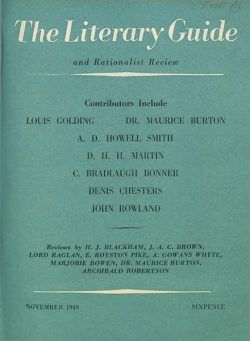 The Literary Guide
and Rationalist Review
Contributors Include
LOUIS GOLDING DR. MAURICE BURTON
A. D. HOWELL SMITH
D. H. H. MARTIN
C. BRADLAUGH BONNER
DENIS CHESTERS
JOHN ROWLAND
Reviews by H. J. BLACKHAM, J. A. C. BROWN,
LORD RAGLAN, E. ROYSTON PIKE, A. GOWANS WHYTE,
MARJORIE BOWEN, DR. MAURICE BURTON,
ARCHIBALD ROBERTSON
NOVEMBER 1949 SIXPENCE